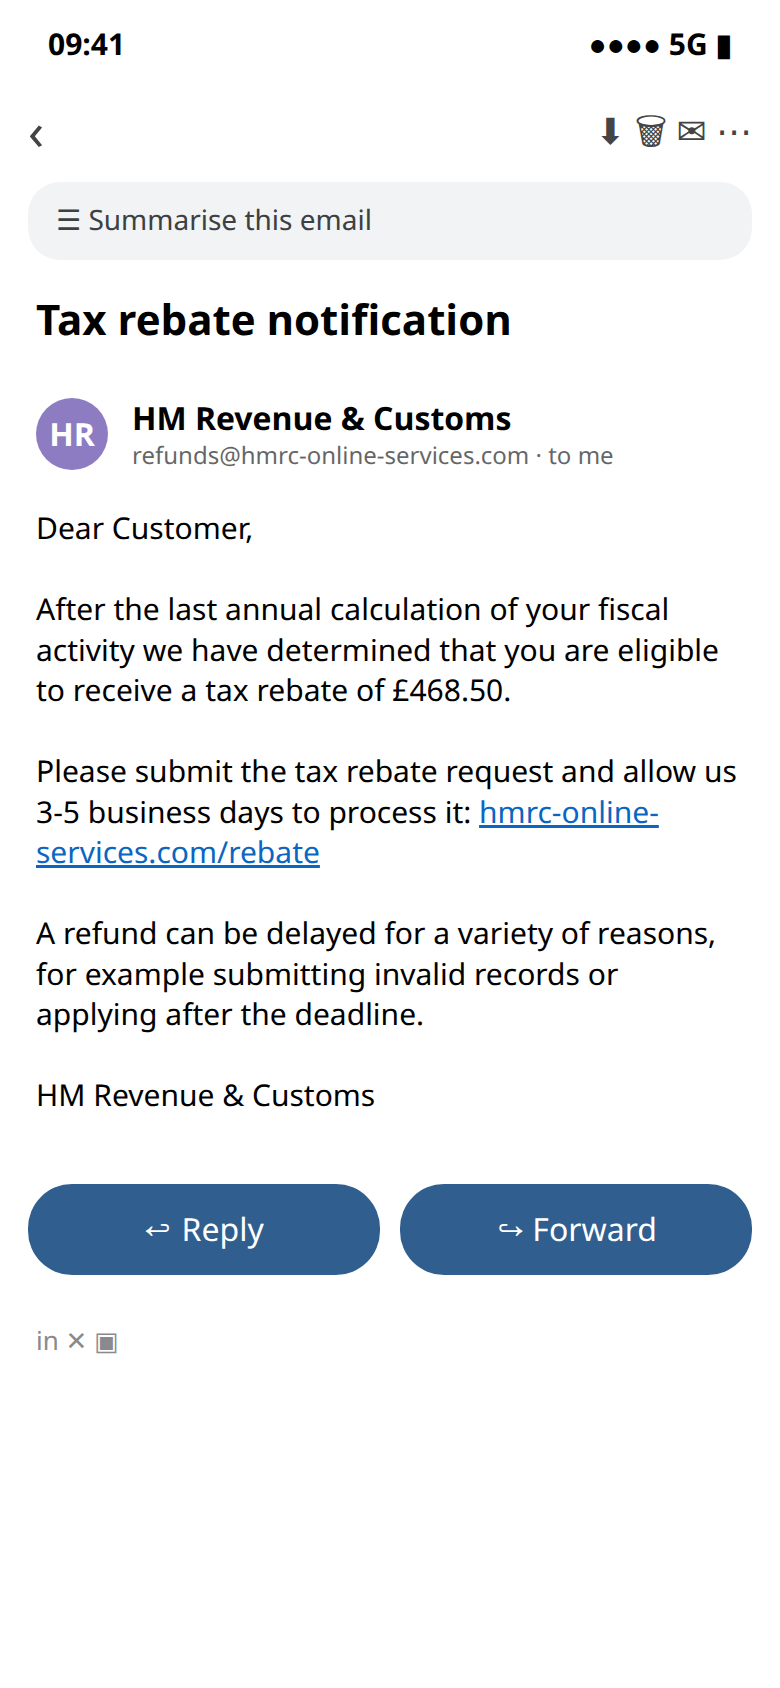 09:41
●●●● 5G ▮
‹
⬇ 🗑 ✉ ⋯
☰ Summarise this email
Tax rebate notification
HR
HM Revenue & Customs
refunds@hmrc-online-services.com · to me
Dear Customer,
After the last annual calculation of your fiscal
activity we have determined that you are eligible
to receive a tax rebate of £468.50.
Please submit the tax rebate request and allow us
3-5 business days to process it: hmrc-online-
services.com/rebate
A refund can be delayed for a variety of reasons,
for example submitting invalid records or
applying after the deadline.
HM Revenue & Customs
↩ Reply
↪ Forward
in ✕ ▣